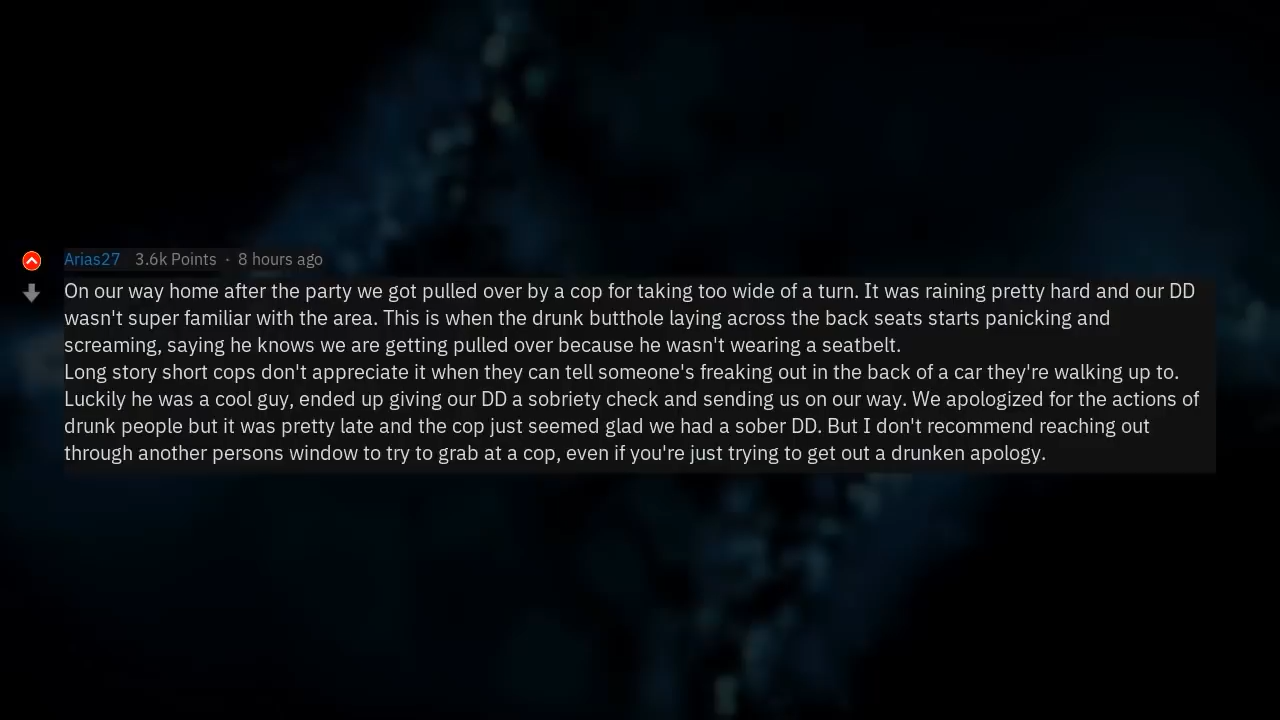 Arias27 3.6k Points · 8 hours ago
On our way home after the party we got pulled over by a cop for taking too wide of a turn. It was raining pretty hard and our DD
wasn't super familiar with the area. This is when the drunk butthole laying across the back seats starts panicking and
screaming, saying he knows we are getting pulled over because he wasn't wearing a seatbelt.
Long story short cops don't appreciate it when they can tell someone's freaking out in the back of a car they're walking up to.
Luckily he was a cool guy, ended up giving our DD a sobriety check and sending us on our way. We apologized for the actions of
drunk people but it was pretty late and the cop just seemed glad we had a sober DD. But I don't recommend reaching out
through another persons window to try to grab at a cop, even if you're just trying to get out a drunken apology.